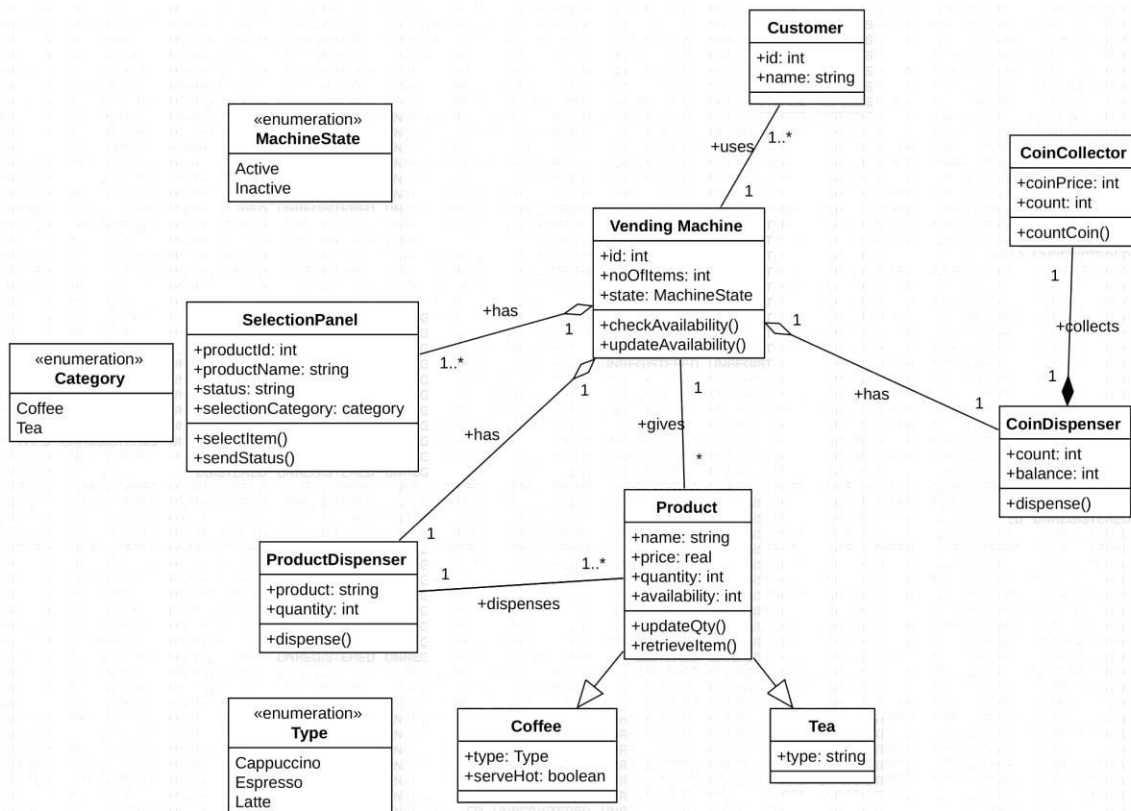 Customer
+id: int
+name: string
+uses
1..*
1
«enumeration»
MachineState
Active
Inactive
CoinCollector
+coinPrice: int
+count: int
+countCoin()
1
+collects
1
Vending Machine
+id: int
+noOfItems: int
+state: MachineState
+checkAvailability()
+updateAvailability()
+has
1
1..*
SelectionPanel
+productId: int
+productName: string
+status: string
+selectionCategory: category
+selectItem()
+sendStatus()
«enumeration»
Category
Coffee
Tea
1
+has
1
1
+has
1
CoinDispenser
+count: int
+balance: int
+dispense()
1
+gives
*
Product
+name: string
+price: real
+quantity: int
+availability: int
+updateQty()
+retrieveItem()
ProductDispenser
+product: string
+quantity: int
+dispense()
1
1..*
+dispenses
«enumeration»
Type
Cappuccino
Espresso
Latte
Coffee
+type: Type
+serveHot: boolean
Tea
+type: string